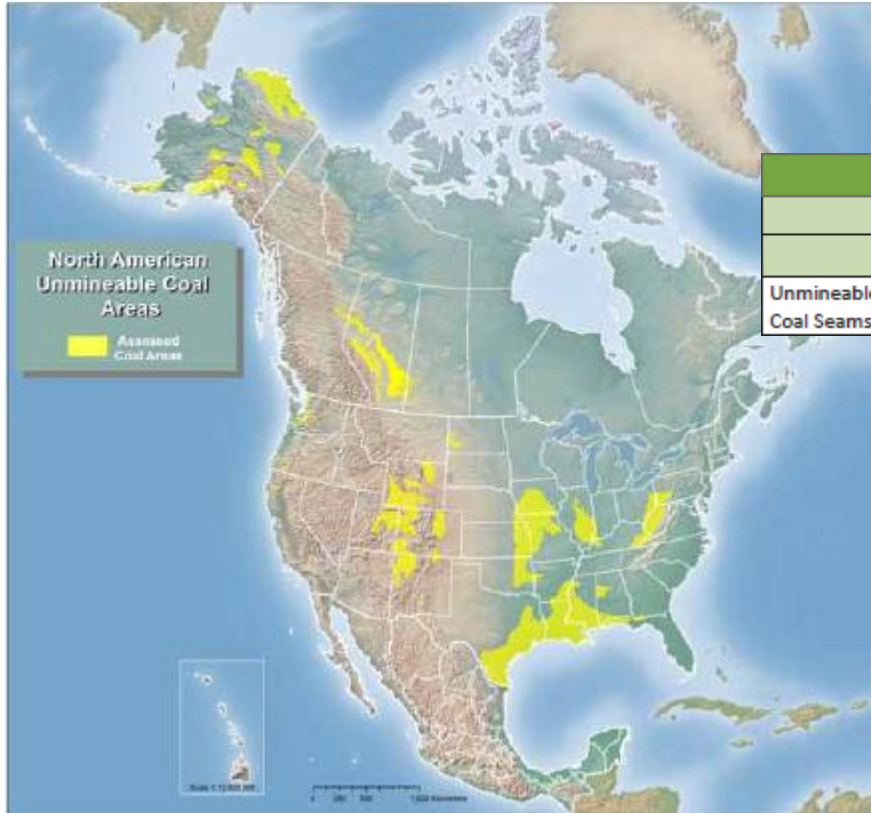 North American
Unmineable Coal
Areas
Assessed
Coal Areas
Unmineable
Coal Seams